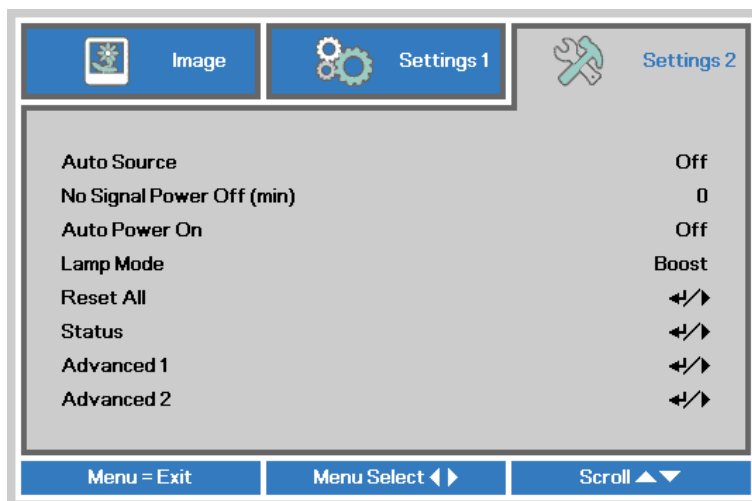 Image Settings 1 Settings 2
Auto Source Off
No Signal Power Off (min) 0
Auto Power On Off
Lamp Mode Boost
Reset All ↵/▶
Status ↵/▶
Advanced 1 ↵/▶
Advanced 2 ↵/▶
Menu = Exit Menu Select ◀▶ Scroll ▲▼